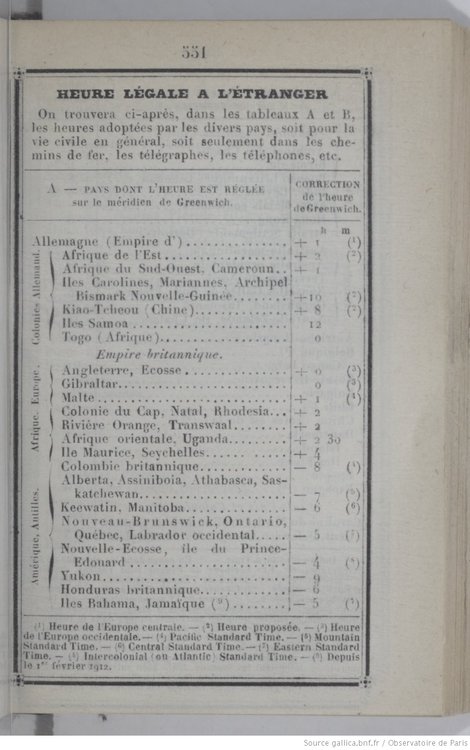 551
HEURE LÉGALE A L'ÉTRANGER
On trouvera ci-après, dans les tableaux A et B,
les heures adoptées par les divers pays, soit pour la
vie civile en général, soit seulement dans les che-
mins de fer, les télégraphes, les téléphones, etc.
A — PAYS DONT L'HEURE EST RÉGLÉE
sur le méridien de Greenwich.
CORRECTION
de l'heure
de Greenwich.
h m
Allemagne (Empire d')............... + 1 (1)
Colonies Allemand.
Afrique de l'Est.................. + 2 (2)
Afrique du Sud-Ouest, Cameroun.. + 1
Iles Carolines, Mariannes, Archipel
Bismark Nouvelle-Guinée........ +10 (2)
Kiao-Tcheou (Chine)............. + 8 (2)
Iles Samoa...................... 12
Togo (Afrique).................. 0
Empire britannique.
Europe.
Angleterre, Ecosse............... + 0 (3)
Gibraltar........................ 0 (3)
Malte............................ + 1 (1)
Afrique.
Colonie du Cap, Natal, Rhodesia... + 2
Rivière Orange, Transwaal........ + 2
Afrique orientale, Uganda........ + 2 30
Ile Maurice, Seychelles.......... + 4
Amérique, Antilles.
Colombie britannique............. — 8 (4)
Alberta, Assiniboia, Athabasca, Sas-
katchewan...................... — 7 (5)
Keewatin, Manitoba............... — 6 (6)
Nouveau-Brunswick, Ontario,
Québec, Labrador occidental..... — 5 (7)
Nouvelle-Ecosse, île du Prince-
Edouard........................ — 4
Yukon............................ — 9
Honduras britannique............. — 6
Iles Bahama, Jamaïque (9)........ — 5
(1) Heure de l'Europe centrale. — (2) Heure proposée. — (3) Heure
de l'Europe occidentale. — (4) Pacific Standard Time. — (5) Mountain
Standard Time. — (6) Central Standard Time. — (7) Eastern Standard
Time. — Intercolonial (ou Atlantic) Standard Time. — Depuis
le 1er février 1912.
Source gallica.bnf.fr / Observatoire de Paris